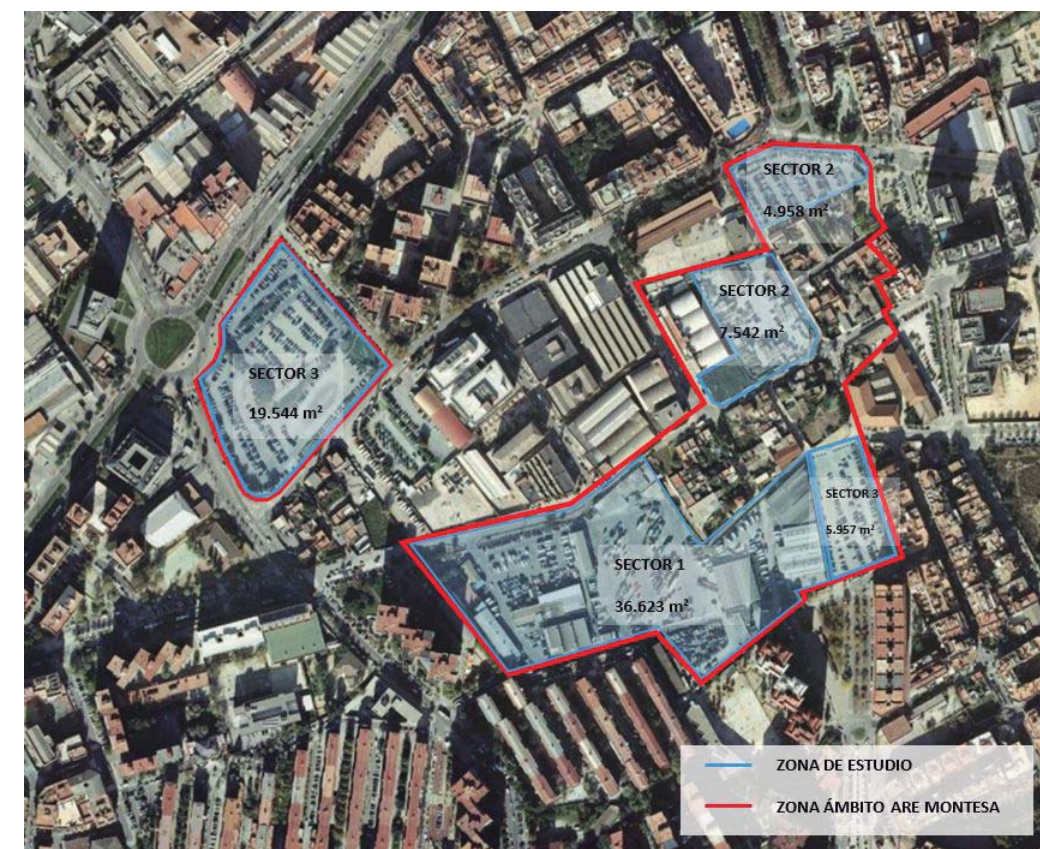 SECTOR 2
4.958 m²
SECTOR 2
7.542 m²
SECTOR 3
19.544 m²
SECTOR 3
5.957 m²
SECTOR 1
36.623 m²
ZONA DE ESTUDIO
ZONA ÁMBITO ARE MONTESA